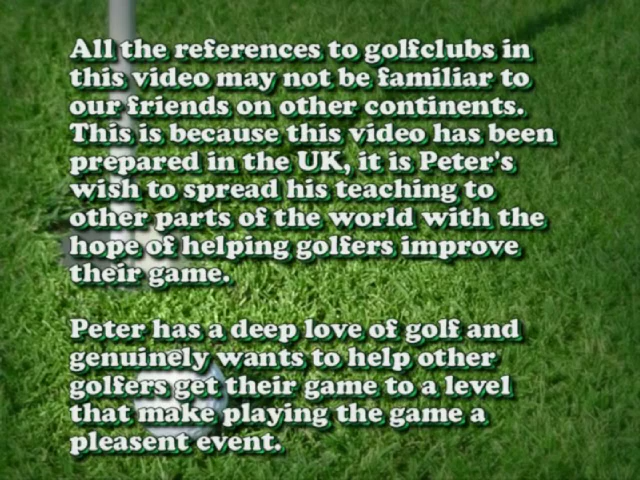 All the references to golfclubs in
this video may not be familiar to
our friends on other continents.
This is because this video has been
prepared in the UK, it is Peter's
wish to spread his teaching to
other parts of the world with the
hope of helping golfers improve
their game.
Peter has a deep love of golf and
genuinely wants to help other
golfers get their game to a level
that make playing the game a
pleasent event.